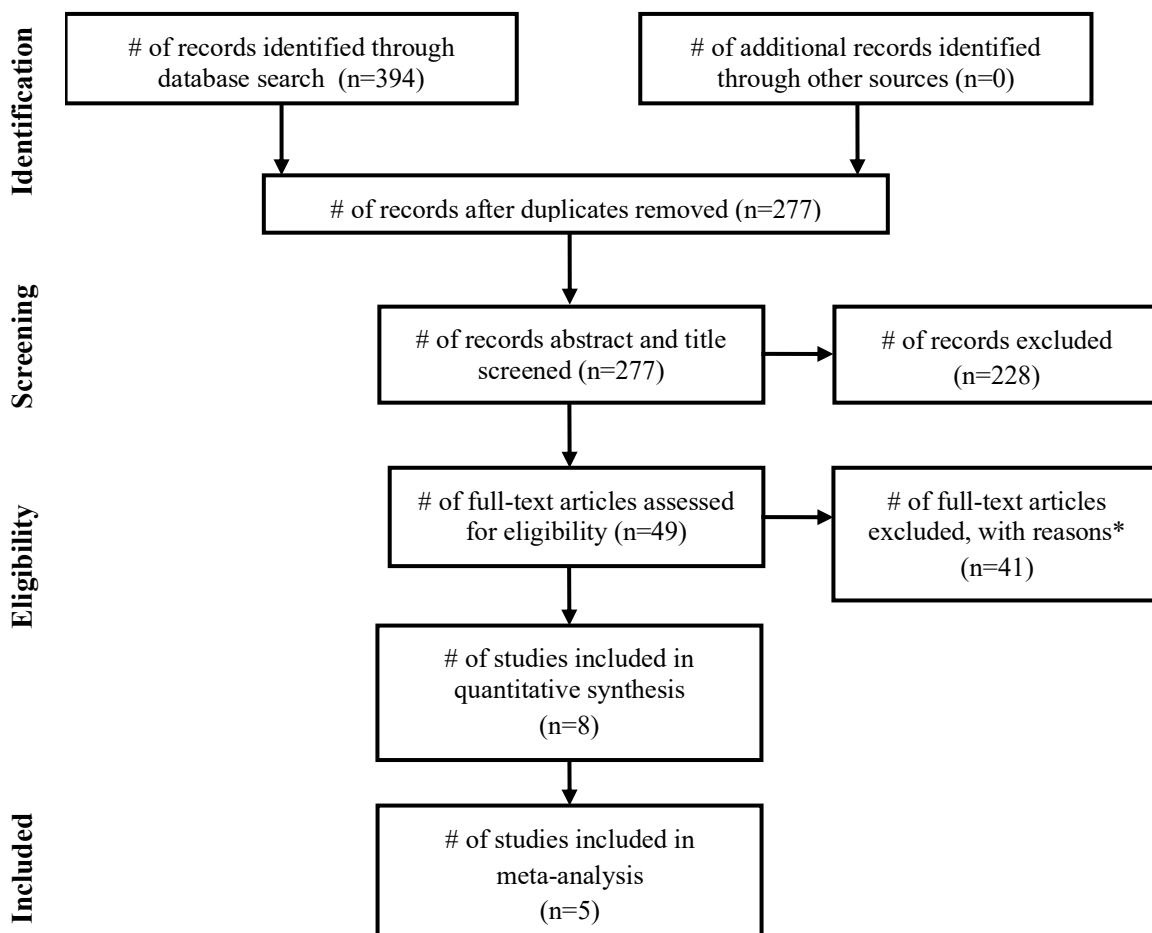 Identification
# of records identified through
database search (n=394)
# of additional records identified
through other sources (n=0)
# of records after duplicates removed (n=277)
Screening
# of records abstract and title
screened (n=277)
# of records excluded
(n=228)
Eligibility
# of full-text articles assessed
for eligibility (n=49)
# of full-text articles
excluded, with reasons*
(n=41)
# of studies included in
quantitative synthesis
(n=8)
Included
# of studies included in
meta-analysis
(n=5)